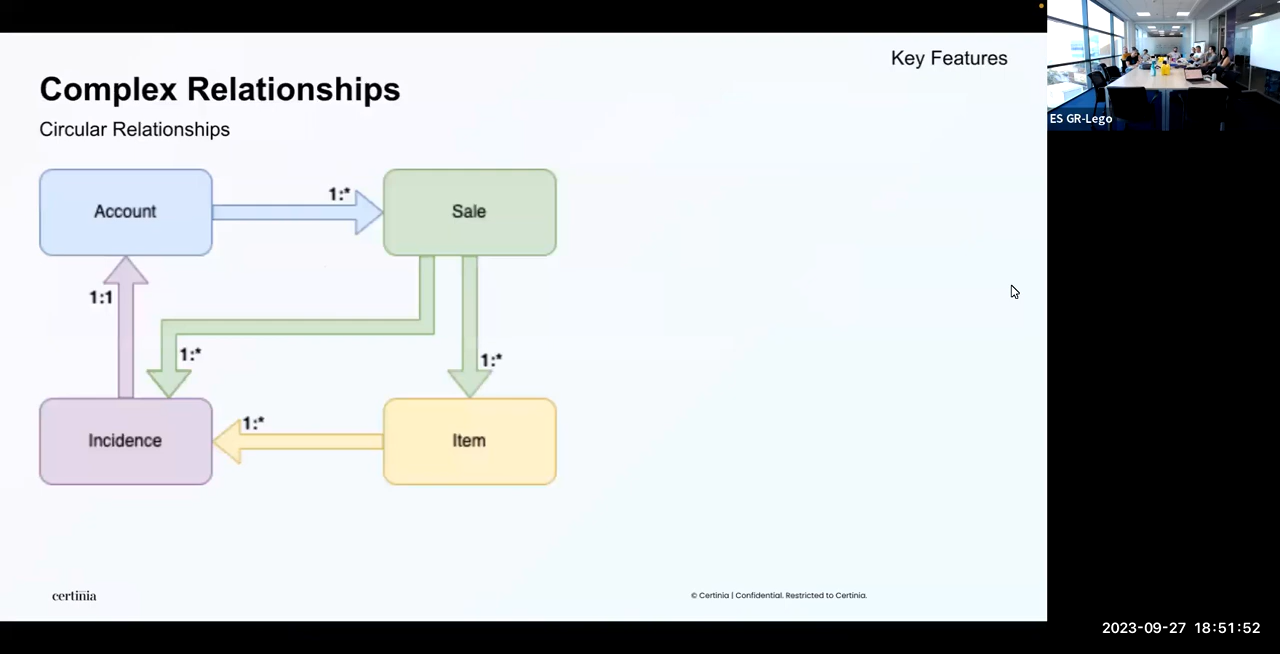 Key Features
Complex Relationships
Circular Relationships
ES GR-Lego
Account
1:*
Sale
1:1
1:*
1:*
Incidence
1:*
Item
certinia
© Certinia | Confidential. Restricted to Certinia.
2023-09-27 18:51:52